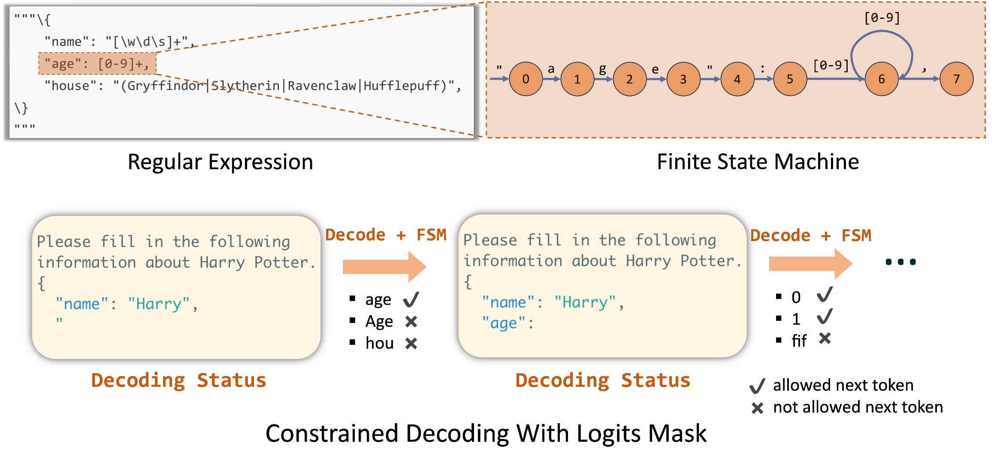 """\{
"name": "[\w\d\s]+",
"age": [0-9]+,
"house": "(Gryffindor|Slytherin|Ravenclaw|Hufflepuff)",
\}
"""
Regular Expression
[0-9]
" a g e " : [0-9] ,
0 1 2 3 4 5 6 7
Finite State Machine
Please fill in the following
information about Harry Potter.
{
"name": "Harry",
"
Decoding Status
Decode + FSM
▪ age ✓
▪ Age ✗
▪ hou ✗
Please fill in the following
information about Harry Potter.
{
"name": "Harry",
"age":
Decoding Status
Decode + FSM
▪ 0 ✓
▪ 1 ✓
▪ fif ✗
...
✓ allowed next token
✗ not allowed next token
Constrained Decoding With Logits Mask